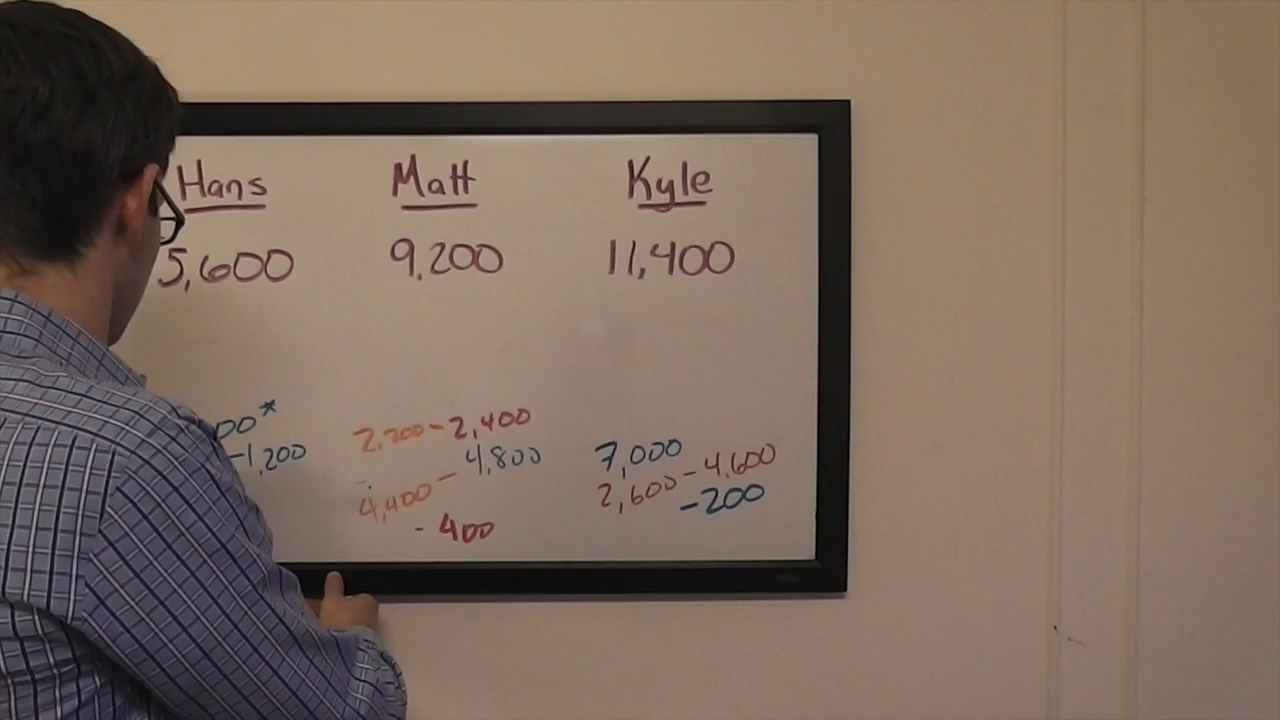 Hans Matt Kyle
5,600 9,200 11,400
00* 2,200 - 2,400 7,000
-1,200 - 4,800 2,600 - 4,600
4,400 -200
- 400